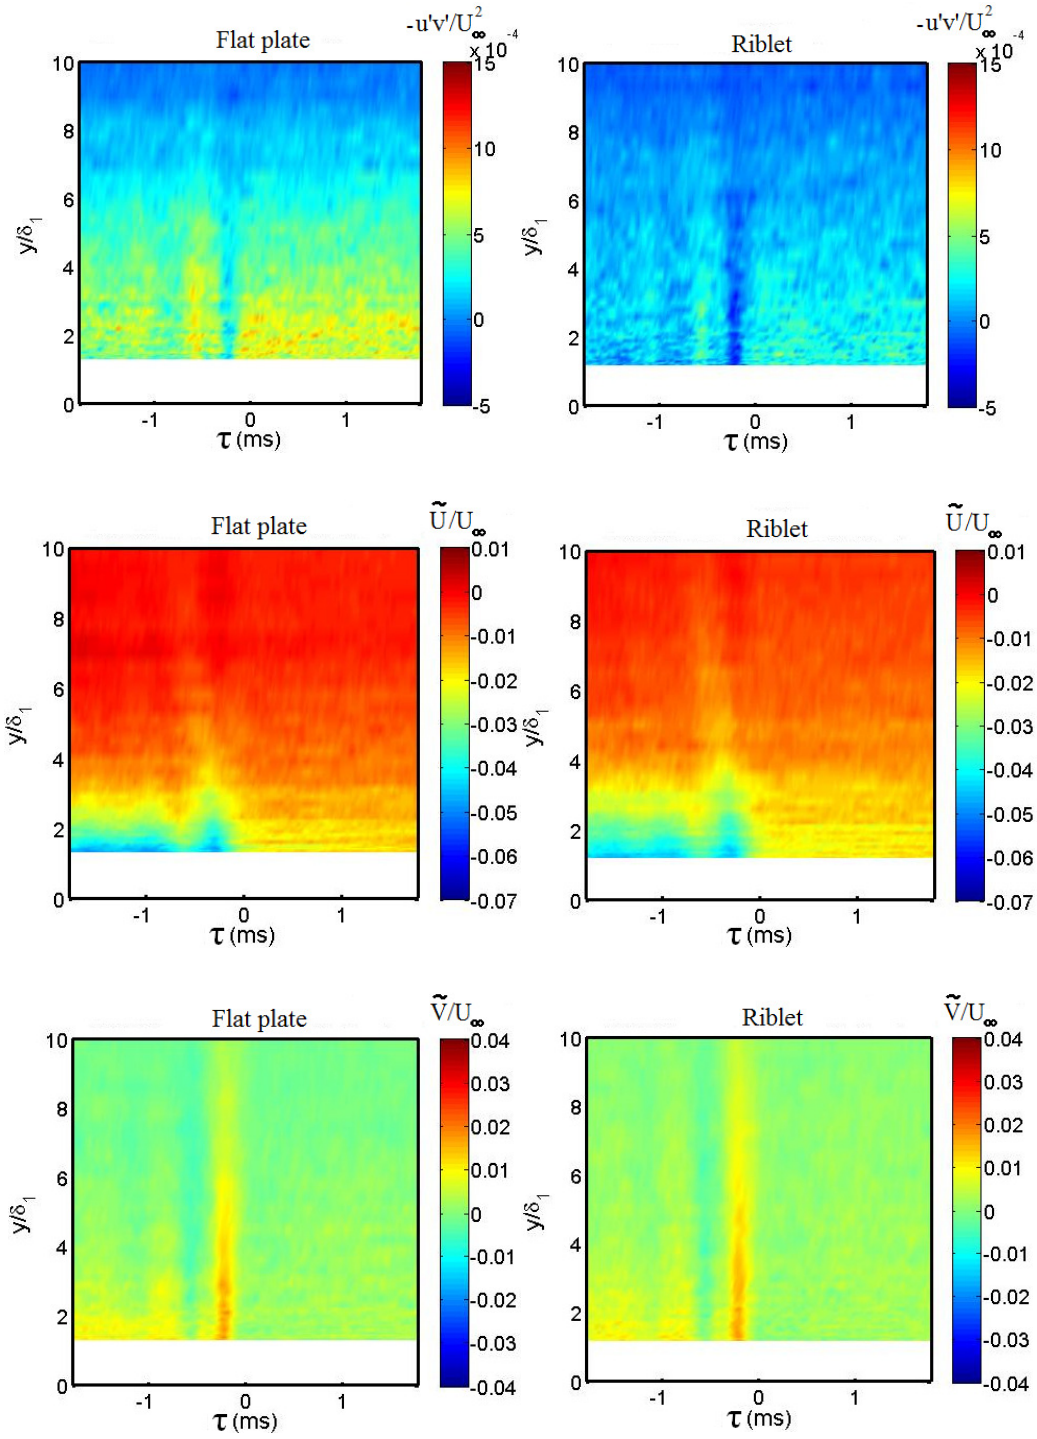 Flat plate
-u'v'/U∞²
x 10⁻⁴
10
8
6
4
2
0
y/δ₁
-1 0 1
τ (ms)
15
10
5
0
-5
Riblet
-u'v'/U∞²
x 10⁻⁴
10
8
6
4
2
0
y/δ₁
-1 0 1
τ (ms)
15
10
5
0
-5
Flat plate
Ũ/U∞
10
8
6
4
2
0
y/δ₁
-1 0 1
τ (ms)
0.01
0
-0.01
-0.02
-0.03
-0.04
-0.05
-0.06
-0.07
Riblet
Ũ/U∞
10
8
6
4
2
0
y/δ₁
-1 0 1
τ (ms)
0.01
0
-0.01
-0.02
-0.03
-0.04
-0.05
-0.06
-0.07
Flat plate
Ṽ/U∞
10
8
6
4
2
0
y/δ₁
-1 0 1
τ (ms)
0.04
0.03
0.02
0.01
0
-0.01
-0.02
-0.03
-0.04
Riblet
Ṽ/U∞
10
8
6
4
2
0
y/δ₁
-1 0 1
τ (ms)
0.04
0.03
0.02
0.01
0
-0.01
-0.02
-0.03
-0.04